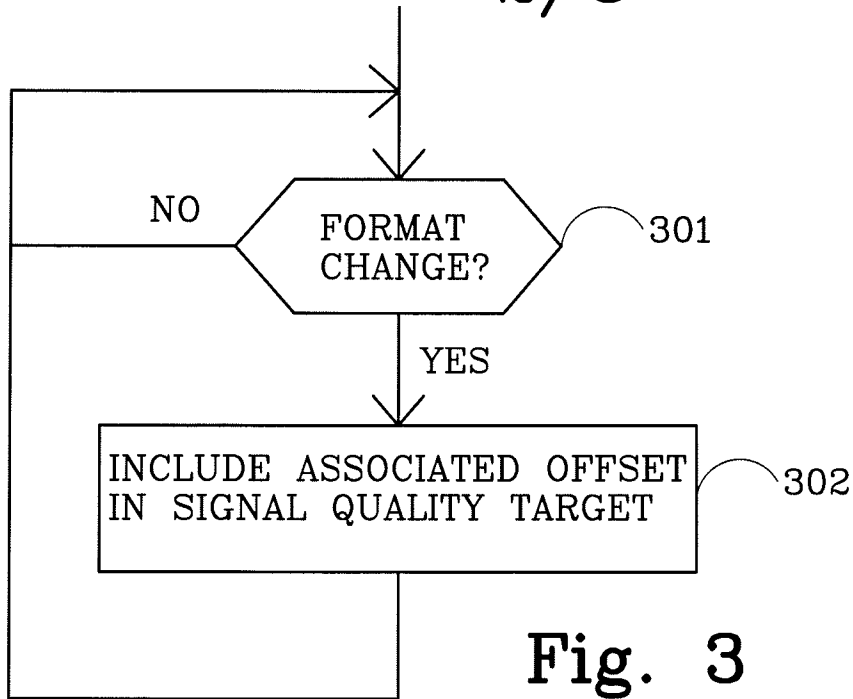 NO
FORMAT
CHANGE?
301
YES
INCLUDE ASSOCIATED OFFSET
IN SIGNAL QUALITY TARGET
302
Fig. 3